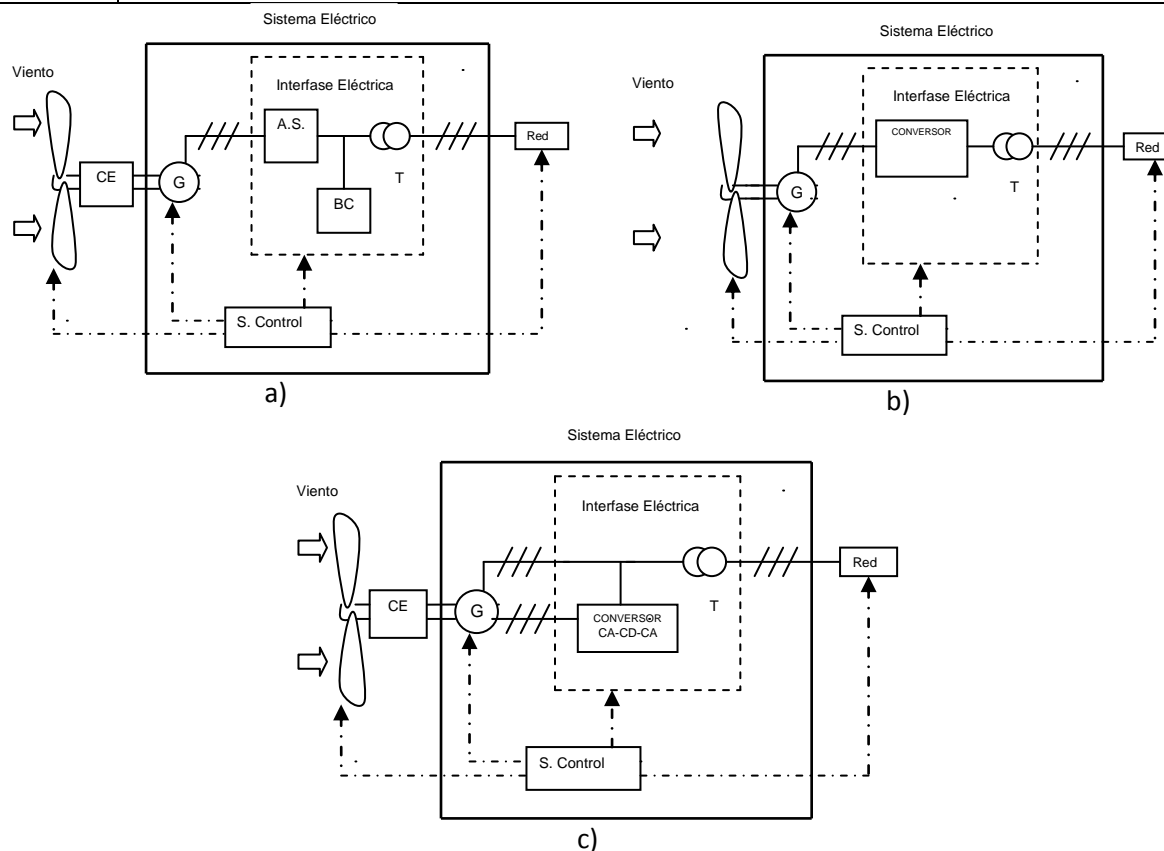 Sistema Eléctrico
Viento
Interfase Eléctrica
A.S.
Red
CE
G
T
BC
S. Control
a)
Sistema Eléctrico
Viento
Interfase Eléctrica
CONVERSOR
Red
G
T
S. Control
b)
Sistema Eléctrico
Viento
Interfase Eléctrica
Red
CE
G
T
CONVERSOR
CA-CD-CA
S. Control
c)